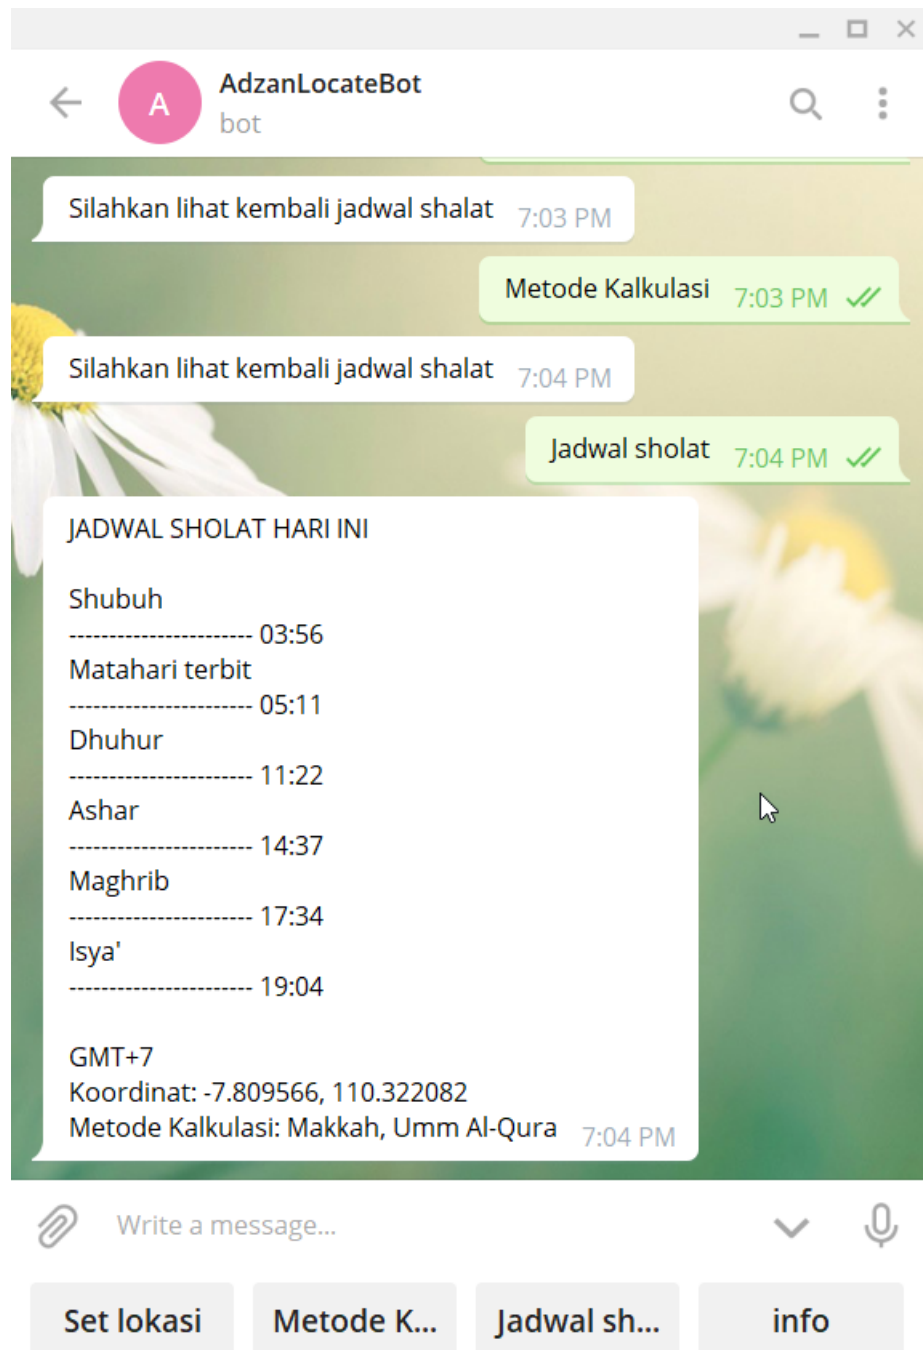 A
AdzanLocateBot
bot
Silahkan lihat kembali jadwal shalat 7:03 PM
Metode Kalkulasi 7:03 PM
Silahkan lihat kembali jadwal shalat 7:04 PM
Jadwal sholat 7:04 PM
JADWAL SHOLAT HARI INI
Shubuh
----------------------- 03:56
Matahari terbit
----------------------- 05:11
Dhuhur
----------------------- 11:22
Ashar
----------------------- 14:37
Maghrib
----------------------- 17:34
Isya'
----------------------- 19:04
GMT+7
Koordinat: -7.809566, 110.322082
Metode Kalkulasi: Makkah, Umm Al-Qura 7:04 PM
Write a message...
Set lokasi Metode K... Jadwal sh... info